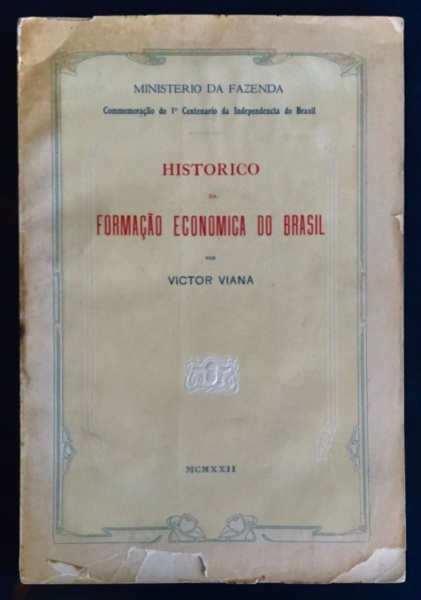 MINISTERIO DA FAZENDA
Commemoração do 1º Centenario da Independencia do Brasil
HISTORICO
DA
FORMAÇÃO ECONOMICA DO BRASIL
POR
VICTOR VIANA
MCMXXII